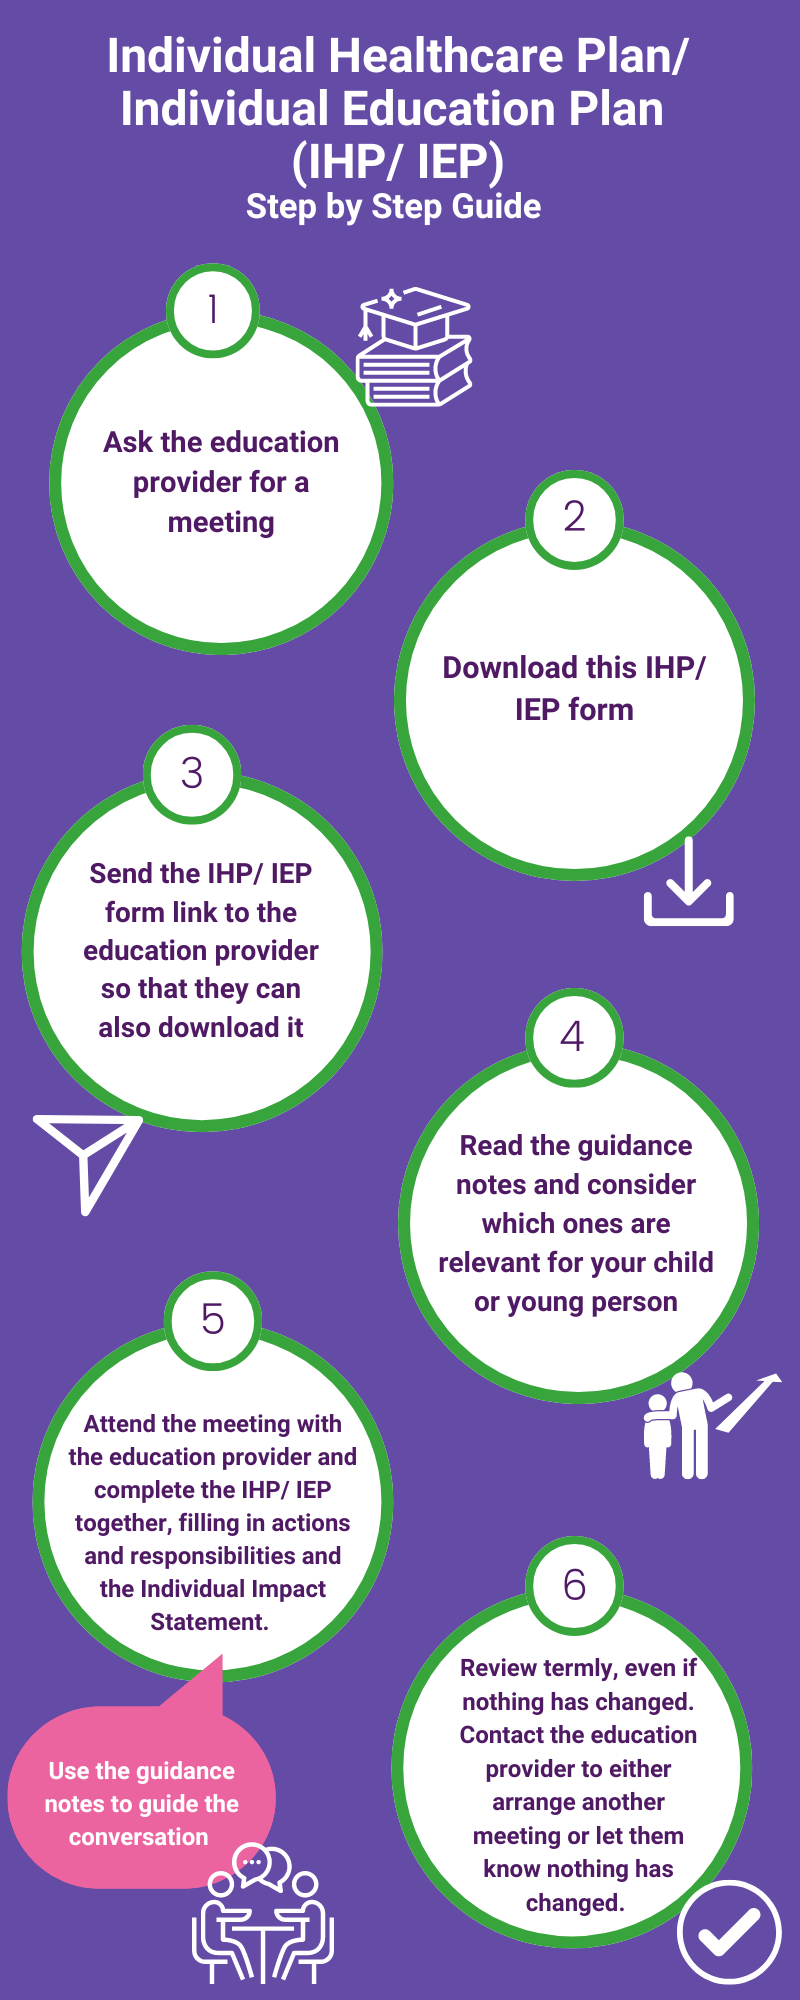 Individual Healthcare Plan/
Individual Education Plan
(IHP/ IEP)
Step by Step Guide
1
Ask the education
provider for a
meeting
2
Download this IHP/
IEP form
3
Send the IHP/ IEP
form link to the
education provider
so that they can
also download it
4
Read the guidance
notes and consider
which ones are
relevant for your child
or young person
5
Attend the meeting with
the education provider and
complete the IHP/ IEP
together, filling in actions
and responsibilities and
the Individual Impact
Statement.
Use the guidance
notes to guide the
conversation
6
Review termly, even if
nothing has changed.
Contact the education
provider to either
arrange another
meeting or let them
know nothing has
changed.